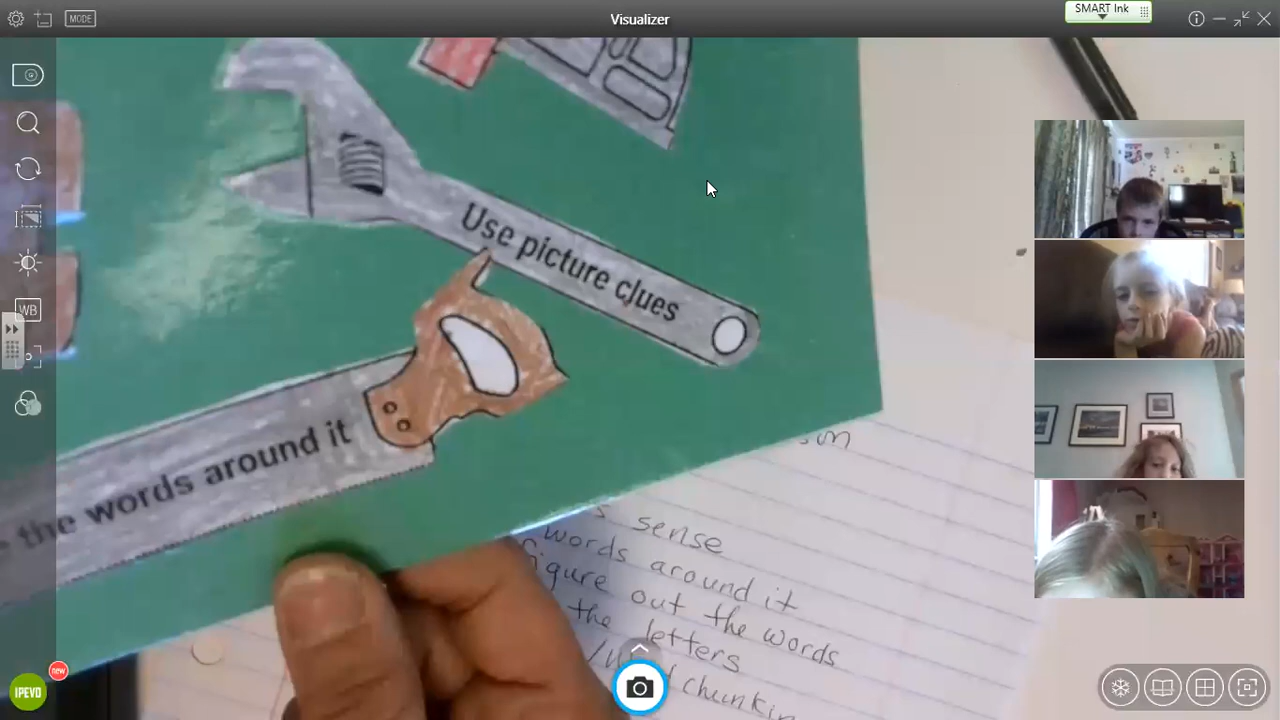 MODE
Visualizer
SMART Ink
WB
Use picture clues
the words around it
sense
words around it
figure out the words
the letters
new
IPEVO